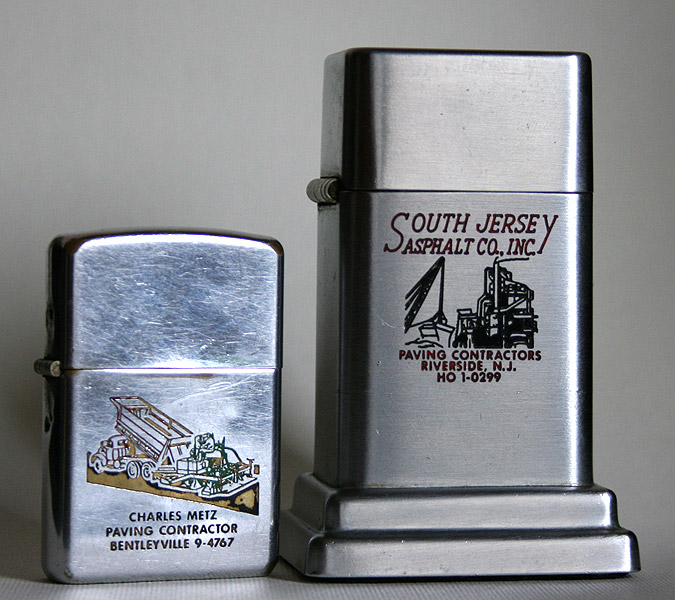 CHARLES METZ
PAVING CONTRACTOR
BENTLEYVILLE 9-4767
SOUTH JERSEY
ASPHALT CO., INC.
PAVING CONTRACTORS
RIVERSIDE, N.J.
HO 1-0299